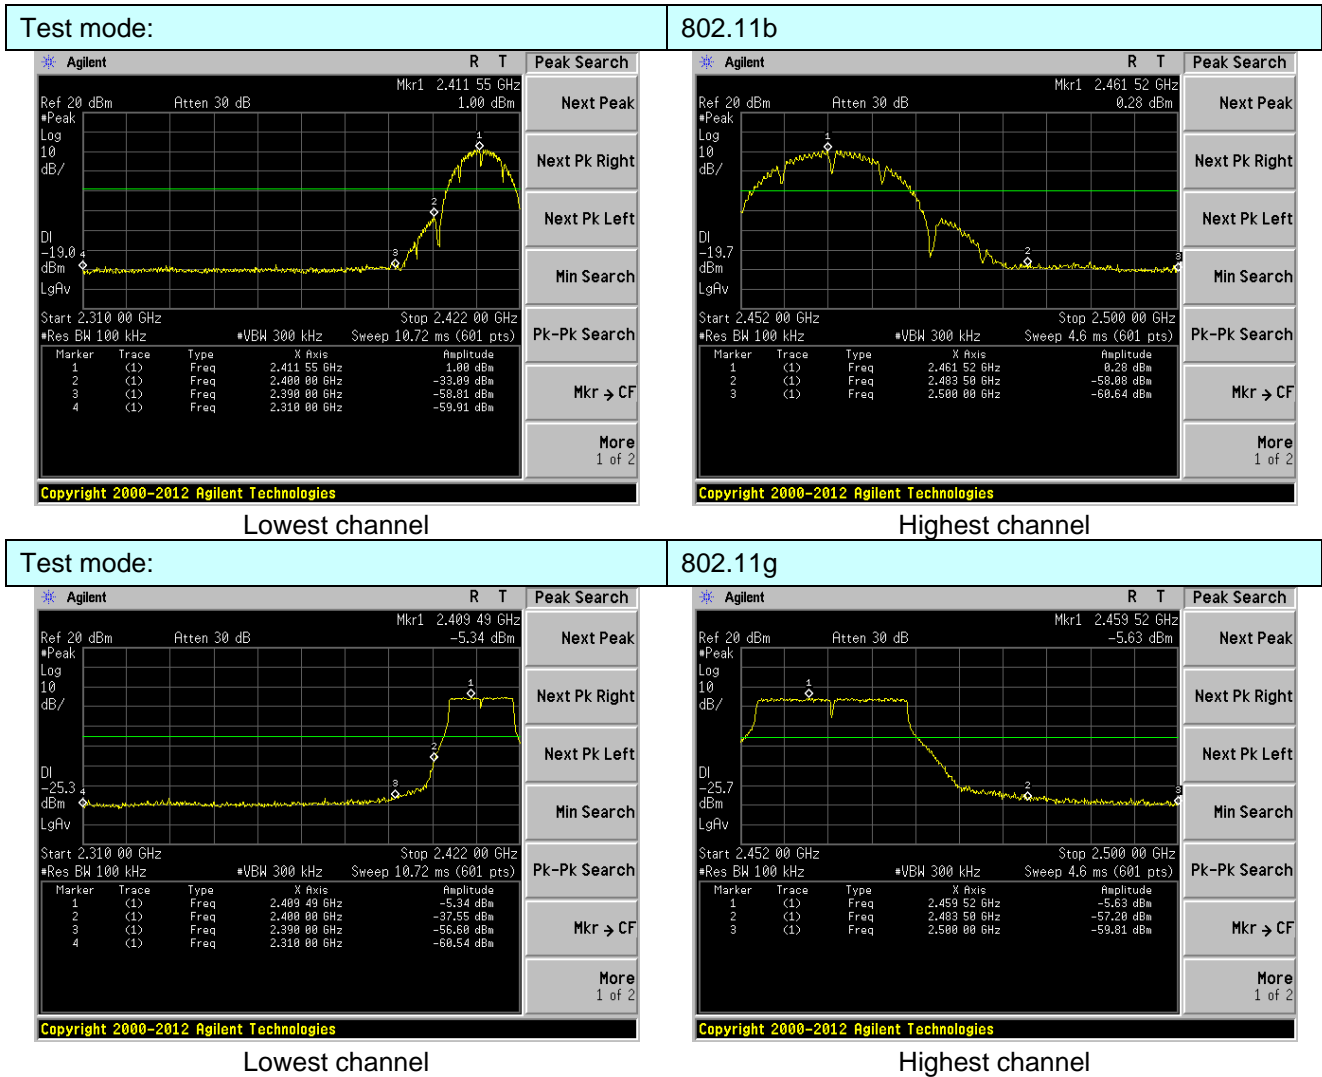 Test mode: 802.11b
Agilent R T Peak Search
Mkr1 2.411 55 GHz
Ref 20 dBm Atten 30 dB 1.00 dBm
#Peak
Log
10
dB/
DI
-19.0
dBm
LgAv
1
2
3
4
Start 2.310 00 GHz Stop 2.422 00 GHz
#Res BW 100 kHz #VBW 300 kHz Sweep 10.72 ms (601 pts)
Marker Trace Type X Axis Amplitude
1 (1) Freq 2.411 55 GHz 1.00 dBm
2 (1) Freq 2.400 00 GHz -33.09 dBm
3 (1) Freq 2.390 00 GHz -58.81 dBm
4 (1) Freq 2.310 00 GHz -59.91 dBm
Next Peak
Next Pk Right
Next Pk Left
Min Search
Pk-Pk Search
Mkr → CF
More
1 of 2
Copyright 2000-2012 Agilent Technologies
Lowest channel
Agilent R T Peak Search
Mkr1 2.461 52 GHz
Ref 20 dBm Atten 30 dB 0.28 dBm
#Peak
Log
10
dB/
DI
-19.7
dBm
LgAv
1
2
3
Start 2.452 00 GHz Stop 2.500 00 GHz
#Res BW 100 kHz #VBW 300 kHz Sweep 4.6 ms (601 pts)
Marker Trace Type X Axis Amplitude
1 (1) Freq 2.461 52 GHz 0.28 dBm
2 (1) Freq 2.483 50 GHz -58.08 dBm
3 (1) Freq 2.500 00 GHz -60.64 dBm
Next Peak
Next Pk Right
Next Pk Left
Min Search
Pk-Pk Search
Mkr → CF
More
1 of 2
Copyright 2000-2012 Agilent Technologies
Highest channel
Test mode: 802.11g
Agilent R T Peak Search
Mkr1 2.409 49 GHz
Ref 20 dBm Atten 30 dB -5.34 dBm
#Peak
Log
10
dB/
DI
-25.3
dBm
LgAv
1
2
3
4
Start 2.310 00 GHz Stop 2.422 00 GHz
#Res BW 100 kHz #VBW 300 kHz Sweep 10.72 ms (601 pts)
Marker Trace Type X Axis Amplitude
1 (1) Freq 2.409 49 GHz -5.34 dBm
2 (1) Freq 2.400 00 GHz -37.55 dBm
3 (1) Freq 2.390 00 GHz -56.60 dBm
4 (1) Freq 2.310 00 GHz -60.54 dBm
Next Peak
Next Pk Right
Next Pk Left
Min Search
Pk-Pk Search
Mkr → CF
More
1 of 2
Copyright 2000-2012 Agilent Technologies
Lowest channel
Agilent R T Peak Search
Mkr1 2.459 52 GHz
Ref 20 dBm Atten 30 dB -5.63 dBm
#Peak
Log
10
dB/
DI
-25.7
dBm
LgAv
1
2
3
Start 2.452 00 GHz Stop 2.500 00 GHz
#Res BW 100 kHz #VBW 300 kHz Sweep 4.6 ms (601 pts)
Marker Trace Type X Axis Amplitude
1 (1) Freq 2.459 52 GHz -5.63 dBm
2 (1) Freq 2.483 50 GHz -57.20 dBm
3 (1) Freq 2.500 00 GHz -59.81 dBm
Next Peak
Next Pk Right
Next Pk Left
Min Search
Pk-Pk Search
Mkr → CF
More
1 of 2
Copyright 2000-2012 Agilent Technologies
Highest channel